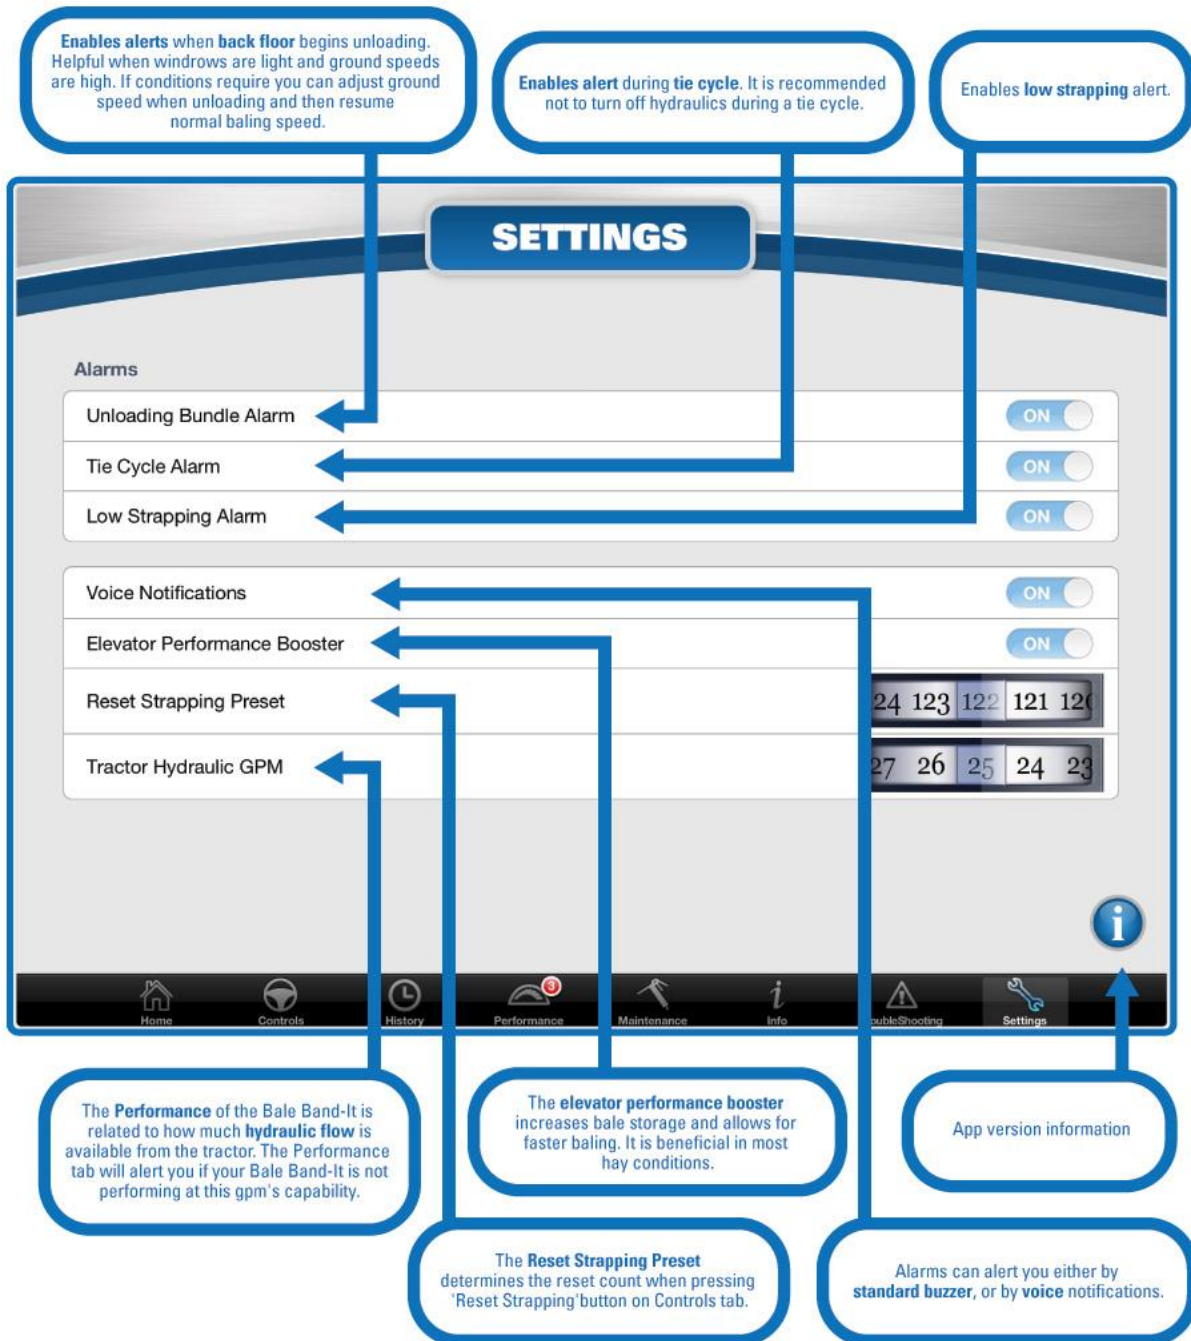 Enables alerts when back floor begins unloading.
Helpful when windrows are light and ground speeds
are high. If conditions require you can adjust ground
speed when unloading and then resume
normal baling speed.
Enables alert during tie cycle. It is recommended
not to turn off hydraulics during a tie cycle.
Enables low strapping alert.
SETTINGS
Alarms
Unloading Bundle Alarm
ON
Tie Cycle Alarm
ON
Low Strapping Alarm
ON
Voice Notifications
ON
Elevator Performance Booster
ON
Reset Strapping Preset
24 123 122 121 120
Tractor Hydraulic GPM
27 26 25 24 23
i
3
Home
Controls
History
Performance
Maintenance
i
Info
oubleShooting
Settings
The Performance of the Bale Band-It is
related to how much hydraulic flow is
available from the tractor. The Performance
tab will alert you if your Bale Band-It is not
performing at this gpm's capability.
The elevator performance booster
increases bale storage and allows for
faster baling. It is beneficial in most
hay conditions.
App version information
The Reset Strapping Preset
determines the reset count when pressing
'Reset Strapping'button on Controls tab.
Alarms can alert you either by
standard buzzer, or by voice notifications.